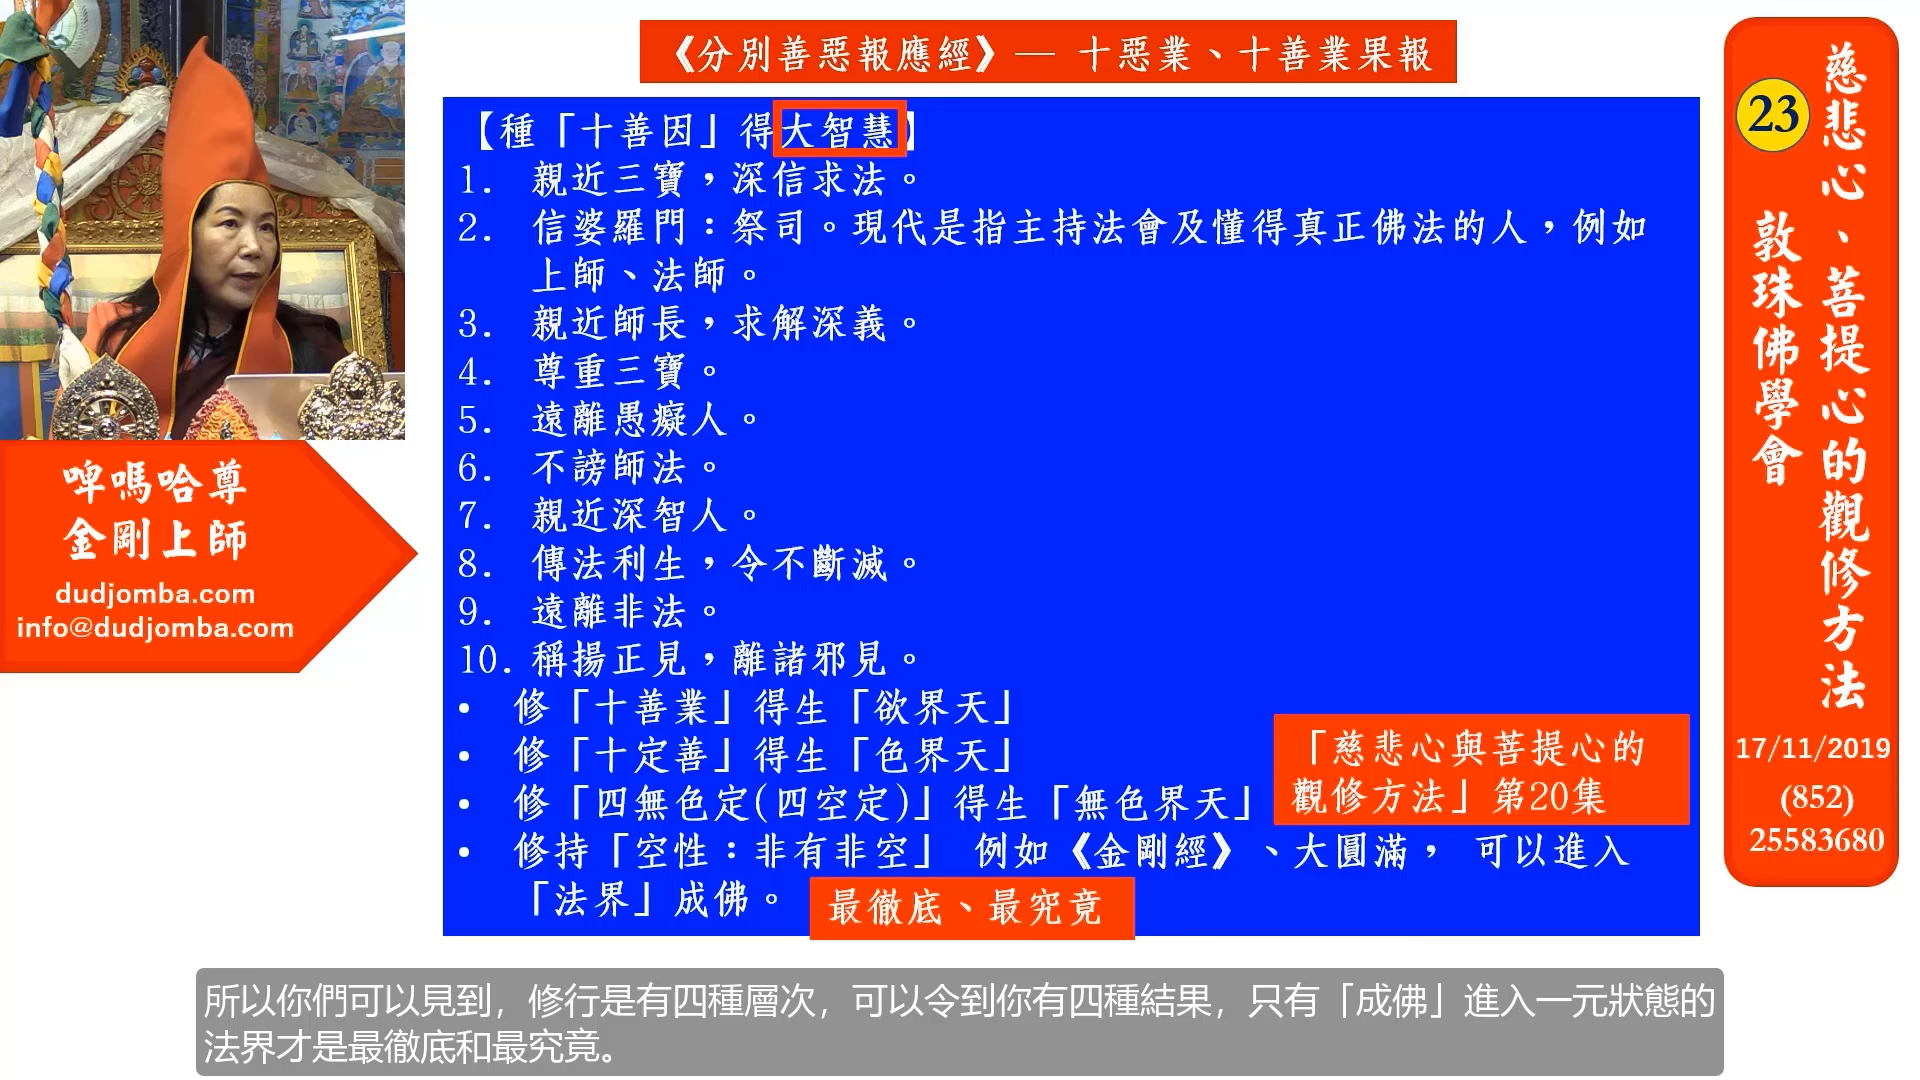 《分別善惡報應經》— 十惡業、十善業果報
【種「十善因」得大智慧】
1. 親近三寶，深信求法。
2. 信婆羅門：祭司。現代是指主持法會及懂得真正佛法的人，例如
上師、法師。
3. 親近師長，求解深義。
4. 尊重三寶。
5. 遠離愚癡人。
6. 不謗師法。
7. 親近深智人。
8. 傳法利生，令不斷滅。
9. 遠離非法。
10. 稱揚正見，離諸邪見。
• 修「十善業」得生「欲界天」
• 修「十定善」得生「色界天」
• 修「四無色定(四空定)」得生「無色界天」
「慈悲心與菩提心的
觀修方法」第20集
• 修持「空性：非有非空」 例如《金剛經》、大圓滿， 可以進入
「法界」成佛。
最徹底、最究竟
啤嗎哈尊
金剛上師
dudjomba.com
info@dudjomba.com
慈悲心、菩提心的觀修方法
23
敦珠佛學會
17/11/2019
(852)
25583680
所以你們可以見到，修行是有四種層次，可以令到你有四種結果，只有「成佛」進入一元狀態的
法界才是最徹底和最究竟。